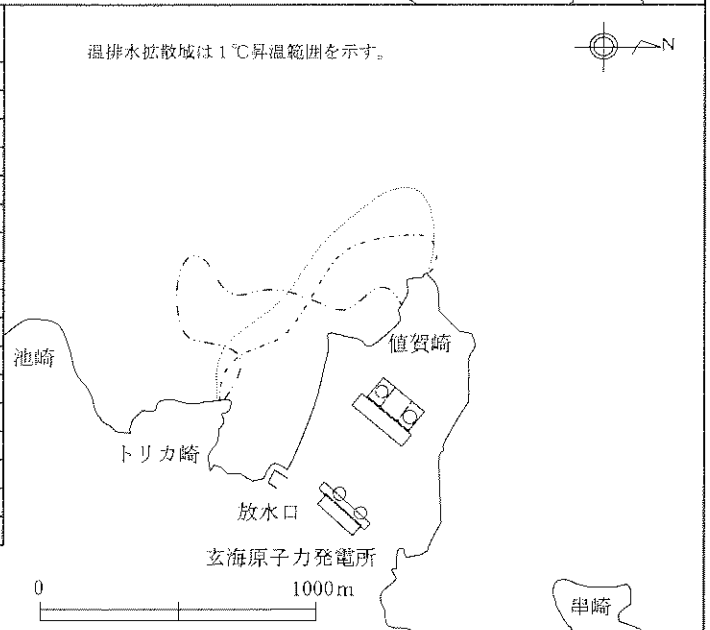 温排水拡散域は1℃昇温範囲を示す。
N
池崎
値賀崎
トリカ崎
放水口
玄海原子力発電所
0 1000m
串崎